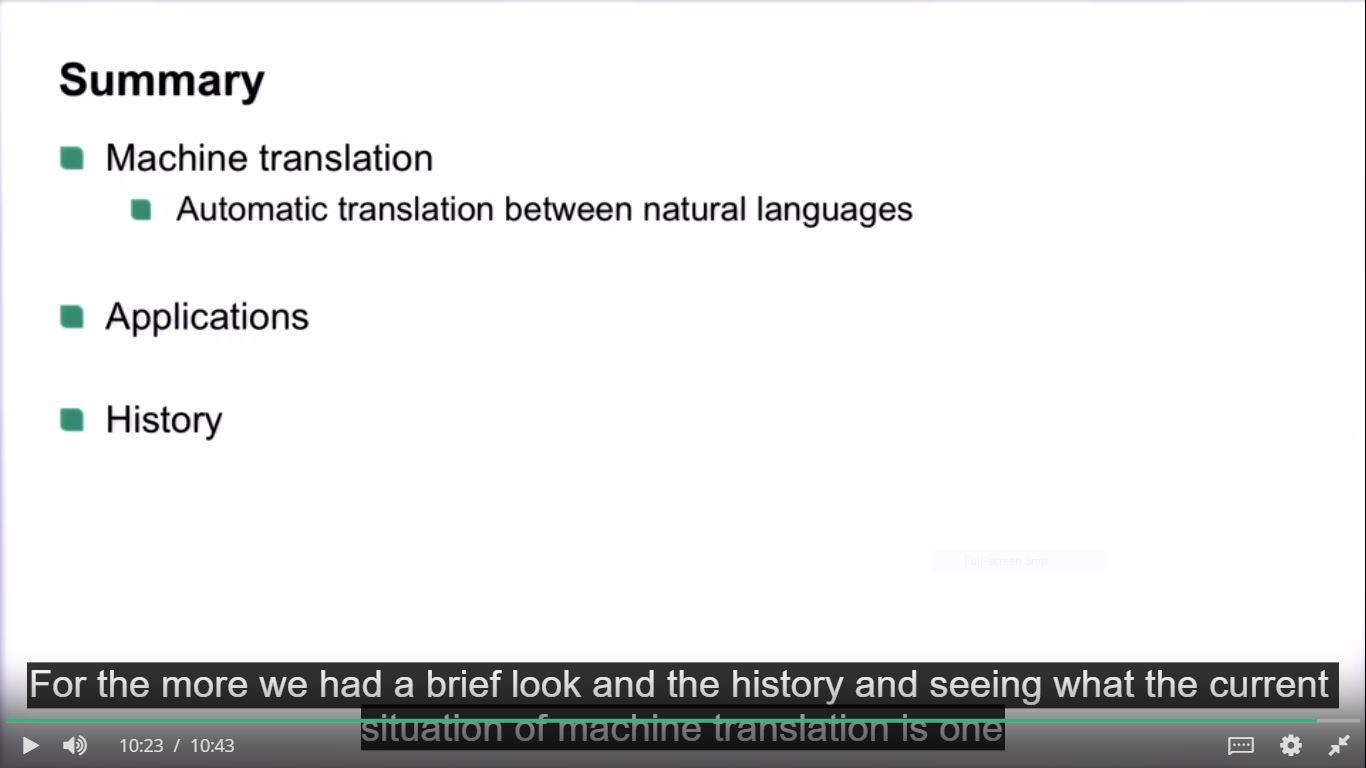 Summary
Machine translation
Automatic translation between natural languages
Applications
History
Full-screen Snip
For the more we had a brief look and the history and seeing what the current
situation of machine translation is one
10:23 / 10:43